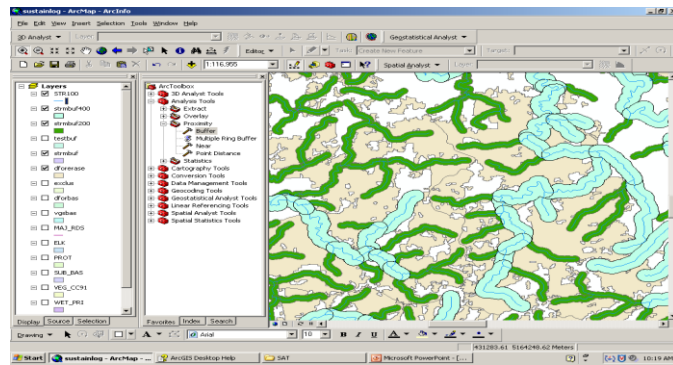 sustainlog - ArcMap - ArcInfo
File Edit View Insert Selection Tools Window Help
3D Analyst Layer: Geostatistical Analyst
Editor Task: Create New Feature Target:
1:116,955 Spatial Analyst Layer:
Layers
STR100
strmbuf400
strmbuf200
testbuf
strmbuf
dforerase
exclus
dforbas
vgsbas
MAJ_RDS
ELK
PROT
SUB_BAS
VEG_CC91
WET_PRI
Display Source Selection
ArcToolbox
3D Analyst Tools
Analysis Tools
Extract
Overlay
Proximity
Buffer
Multiple Ring Buffer
Near
Point Distance
Statistics
Cartography Tools
Conversion Tools
Data Management Tools
Geocoding Tools
Geostatistical Analyst Tools
Linear Referencing Tools
Spatial Analyst Tools
Spatial Statistics Tools
Favorites Index Search
Drawing A Arial 10 B I U A
431283.61 5164248.62 Meters
Start sustainlog - ArcMap - ... ArcGIS Desktop Help SAT Microsoft PowerPoint - [... 10:19 AM